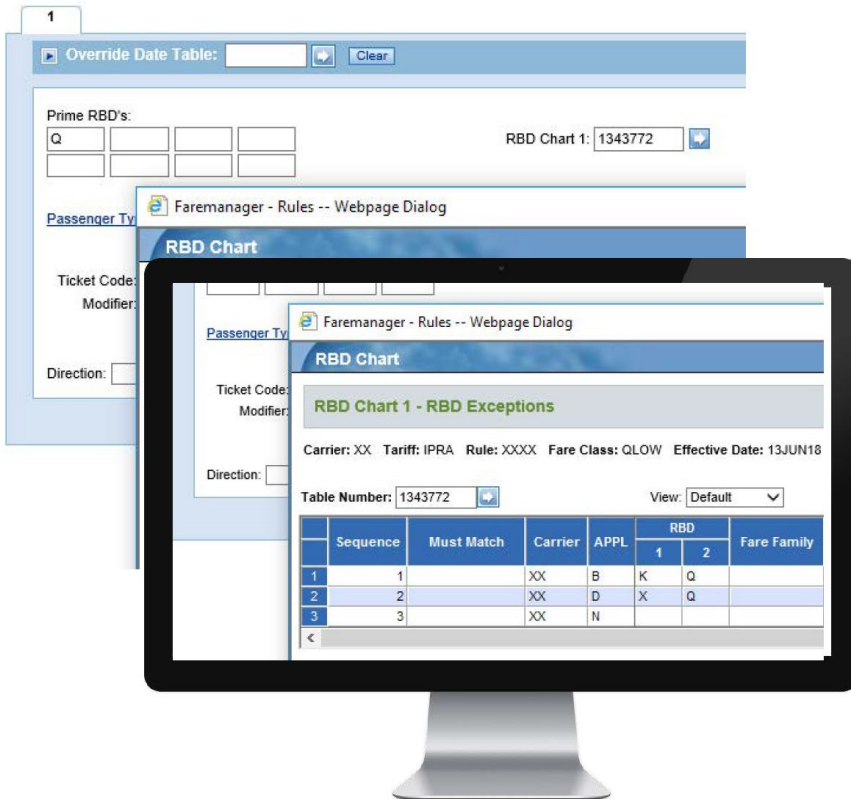 1
Override Date Table: Clear
Prime RBD's:
Q
RBD Chart 1: 1343772
Passenger Ty
Ticket Code:
Modifier:
Direction:
Faremanager - Rules -- Webpage Dialog
RBD Chart
Passenger Ty
Ticket Code:
Modifier:
Direction:
Faremanager - Rules -- Webpage Dialog
RBD Chart
RBD Chart 1 - RBD Exceptions
Carrier: XX Tariff: IPRA Rule: XXXX Fare Class: QLOW Effective Date: 13JUN18
Table Number: 1343772 View: Default
Sequence Must Match Carrier APPL RBD Fare Family
1 2
1 1 XX B K Q
2 2 XX D X Q
3 3 XX N